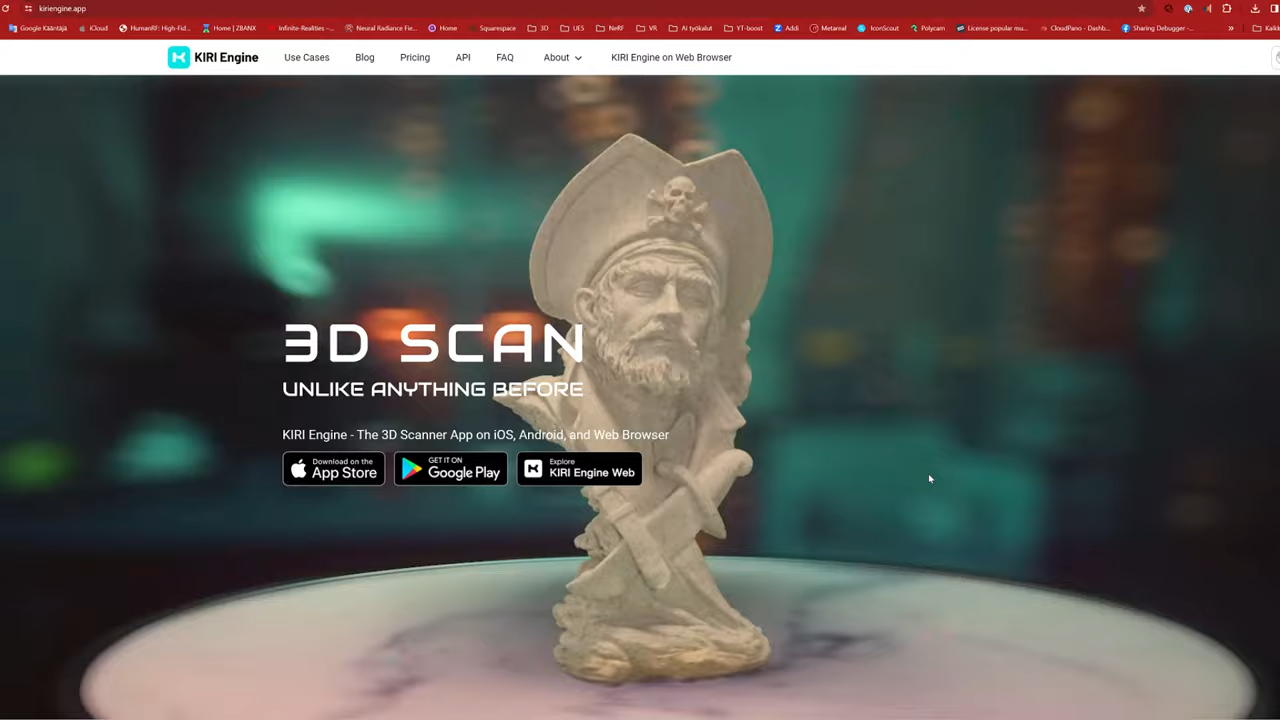 kiriengine.app
Google Kääntäjä
iCloud
HumanRF: High-Fid...
Home | ZBANX
Infinite-Realities –...
Neural Radiance Fie...
Home
Squarespace
3D
UE5
NeRF
VR
AI työkalut
YT-boost
Addi
Metareal
IconScout
Polycam
License popular mu...
CloudPano - Dashb...
Sharing Debugger -...
»
Kaikk
KIRI Engine
Use Cases
Blog
Pricing
API
FAQ
About
KIRI Engine on Web Browser
3D SCAN
UNLIKE ANYTHING BEFORE
KIRI Engine - The 3D Scanner App on iOS, Android, and Web Browser
Download on the
App Store
GET IT ON
Google Play
Explore
KIRI Engine Web